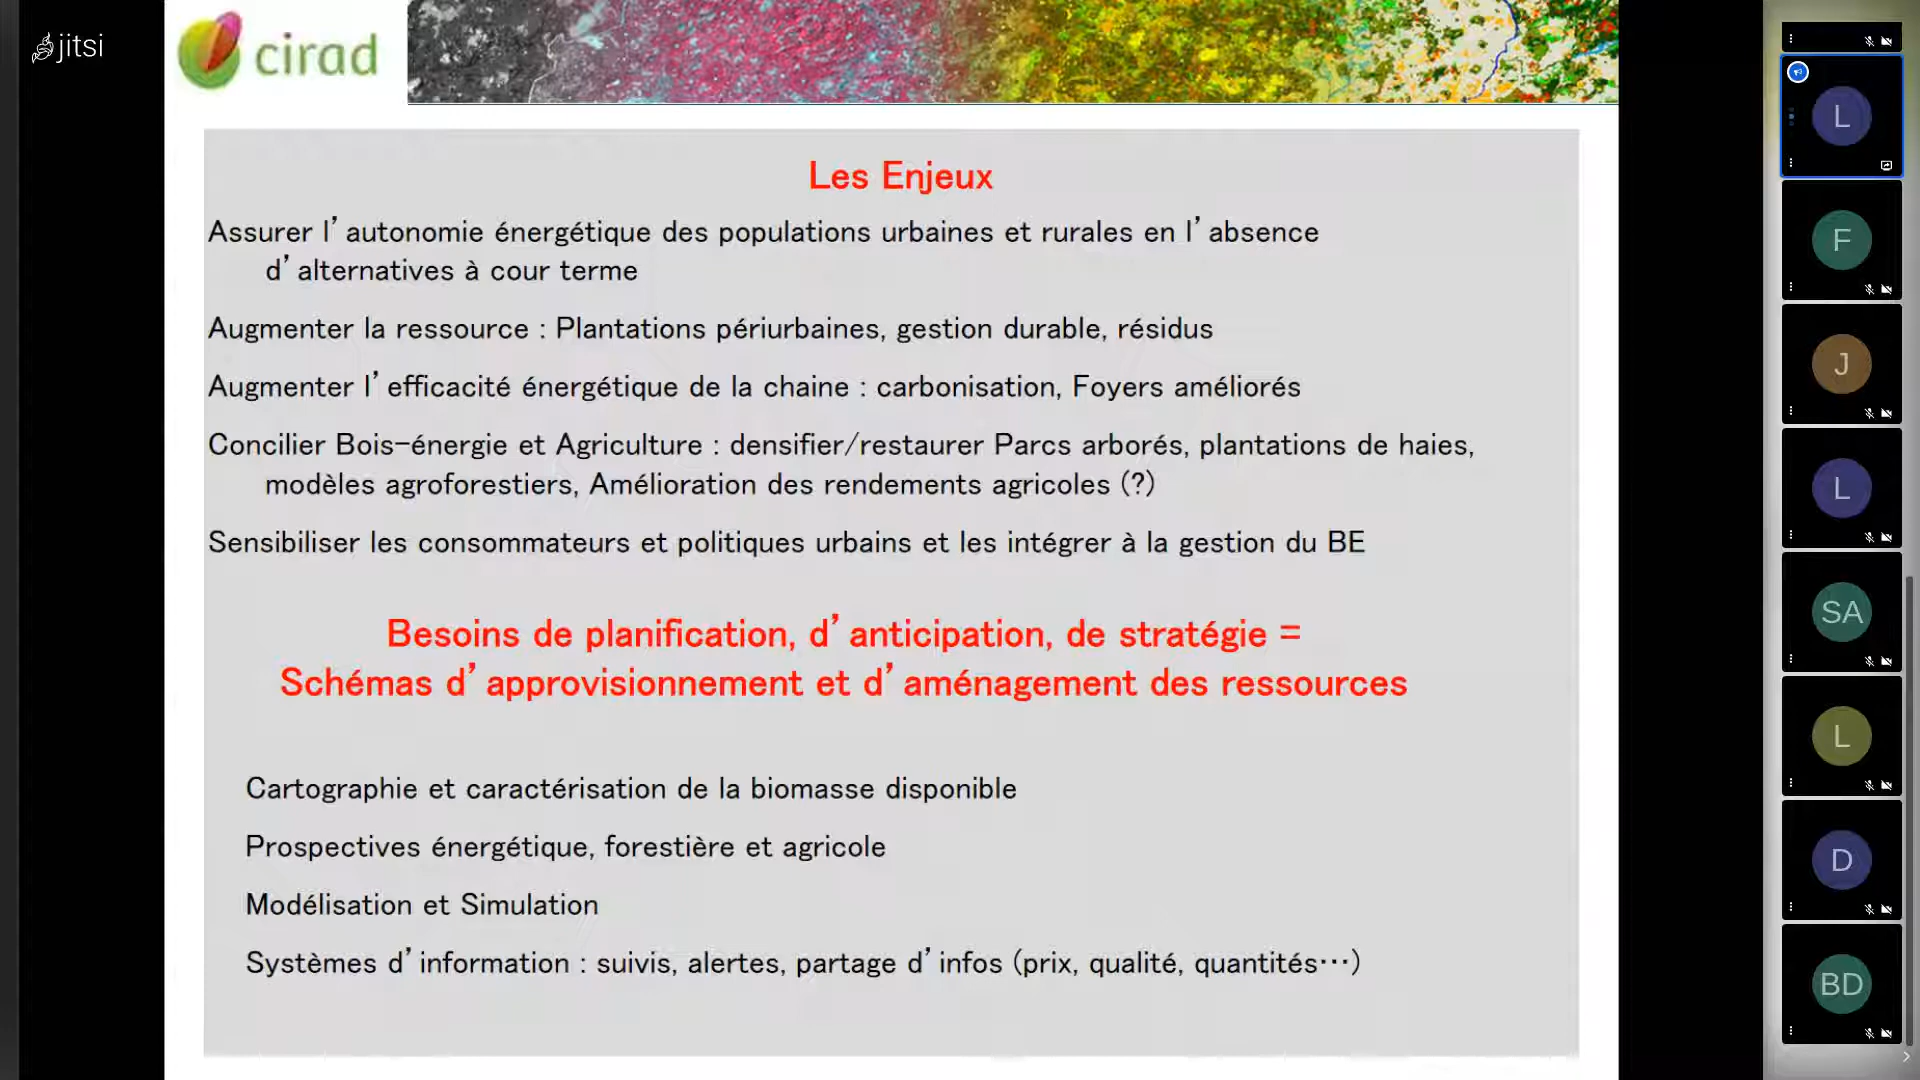 jitsi
cirad
Les Enjeux
Assurer l’autonomie énergétique des populations urbaines et rurales en l’absence
d’alternatives à cour terme
Augmenter la ressource : Plantations périurbaines, gestion durable, résidus
Augmenter l’efficacité énergétique de la chaine : carbonisation, Foyers améliorés
Concilier Bois-énergie et Agriculture : densifier/restaurer Parcs arborés, plantations de haies,
modèles agroforestiers, Amélioration des rendements agricoles (?)
Sensibiliser les consommateurs et politiques urbains et les intégrer à la gestion du BE
Besoins de planification, d’anticipation, de stratégie =
Schémas d’approvisionnement et d’aménagement des ressources
Cartographie et caractérisation de la biomasse disponible
Prospectives énergétique, forestière et agricole
Modélisation et Simulation
Systèmes d’information : suivis, alertes, partage d’infos (prix, qualité, quantités…)
L
F
J
L
SA
L
D
BD